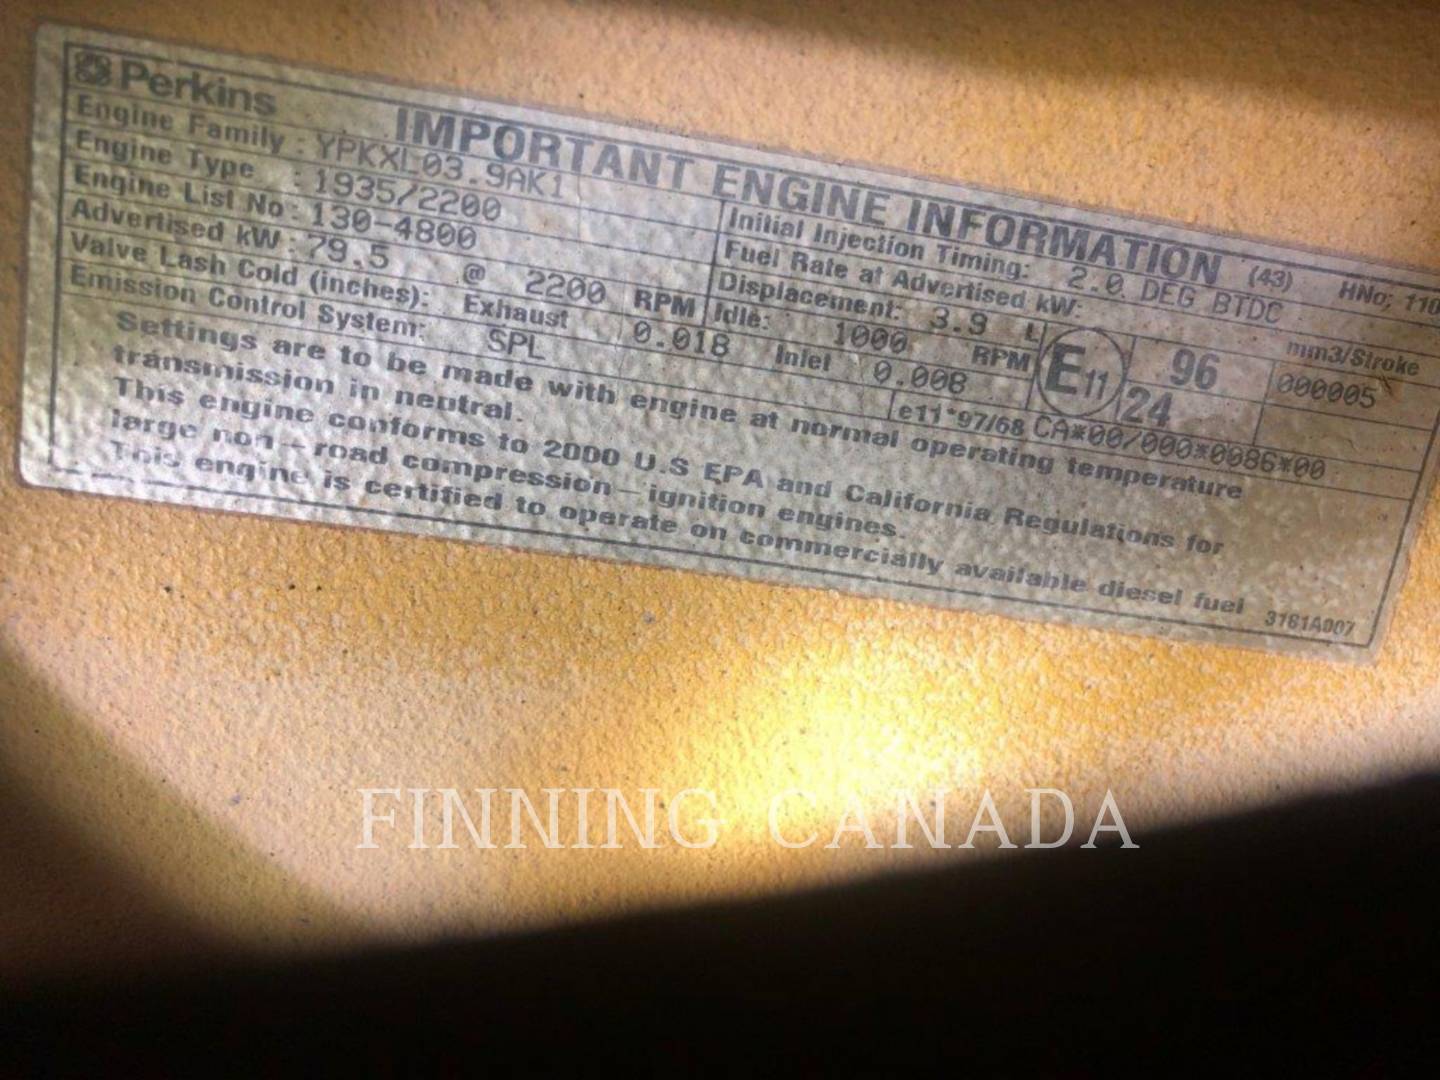 Perkins
IMPORTANT ENGINE INFORMATION (43) HNo; 110
Engine Family : YPKXL03.9AK1
Engine Type : 1935/2200
Engine List No : 130-4800
Advertised kW : 79.5 @ 2200 RPM
Initial Injection Timing: 2.0 DEG BTDC
Fuel Rate at Advertised kW: mm3/Stroke
Displacement: 3.9 L
Idle: 1000 RPM
E11 96 000005
24
Valve Lash Cold (inches): Exhaust 0.018 Inlet 0.008
Emission Control System: SPL e11*97/68 CA*00/000*0086*00
Settings are to be made with engine at normal operating temperature
transmission in neutral.
This engine conforms to 2000 U.S EPA and California Regulations for
large non-road compression-ignition engines.
This engine is certified to operate on commercially available diesel fuel
3181A007
FINNING CANADA